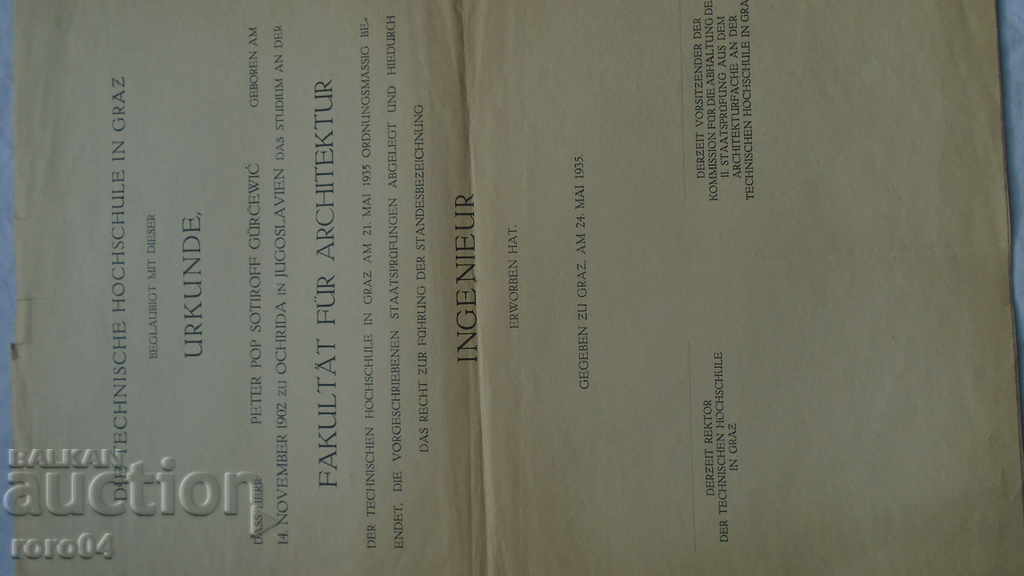 DIE TECHNISCHE HOCHSCHULE IN GRAZ
BEGLAUBIGT MIT DIESER
URKUNDE,
DASS HERR PETER POP SOTIROFF GÜRČEWIĆ GEBOREN AM
14. NOVEMBER 1902 ZU OCHRIDA IN JUGOSLAVIEN DAS STUDIUM AN DER
FAKULTÄT FÜR ARCHITEKTUR
DER TECHNISCHEN HOCHSCHULE IN GRAZ AM 21. MAI 1935 ORDNUNGSMÄSSIG BE-
ENDET, DIE VORGESCHRIEBENEN STAATSPRÜFUNGEN ABGELEGT UND HIEDURCH
DAS RECHT ZUR FÜHRUNG DER STANDESBEZEICHNUNG
INGENIEUR
ERWORBEN HAT.
GEGEBEN ZU GRAZ, AM 24. MAI 1935.
DERZEIT REKTOR
DER TECHNISCHEN HOCHSCHULE
IN GRAZ
DERZEIT VORSITZENDER DER
KOMMISSION FÜR DIE ABHALTUNG DE
II. STAATSPRÜFUNG AUS DEM
ARCHITEKTURFACHE AN DER
TECHNISCHEN HOCHSCHULE IN GRA
BALKAN
auction
roro04